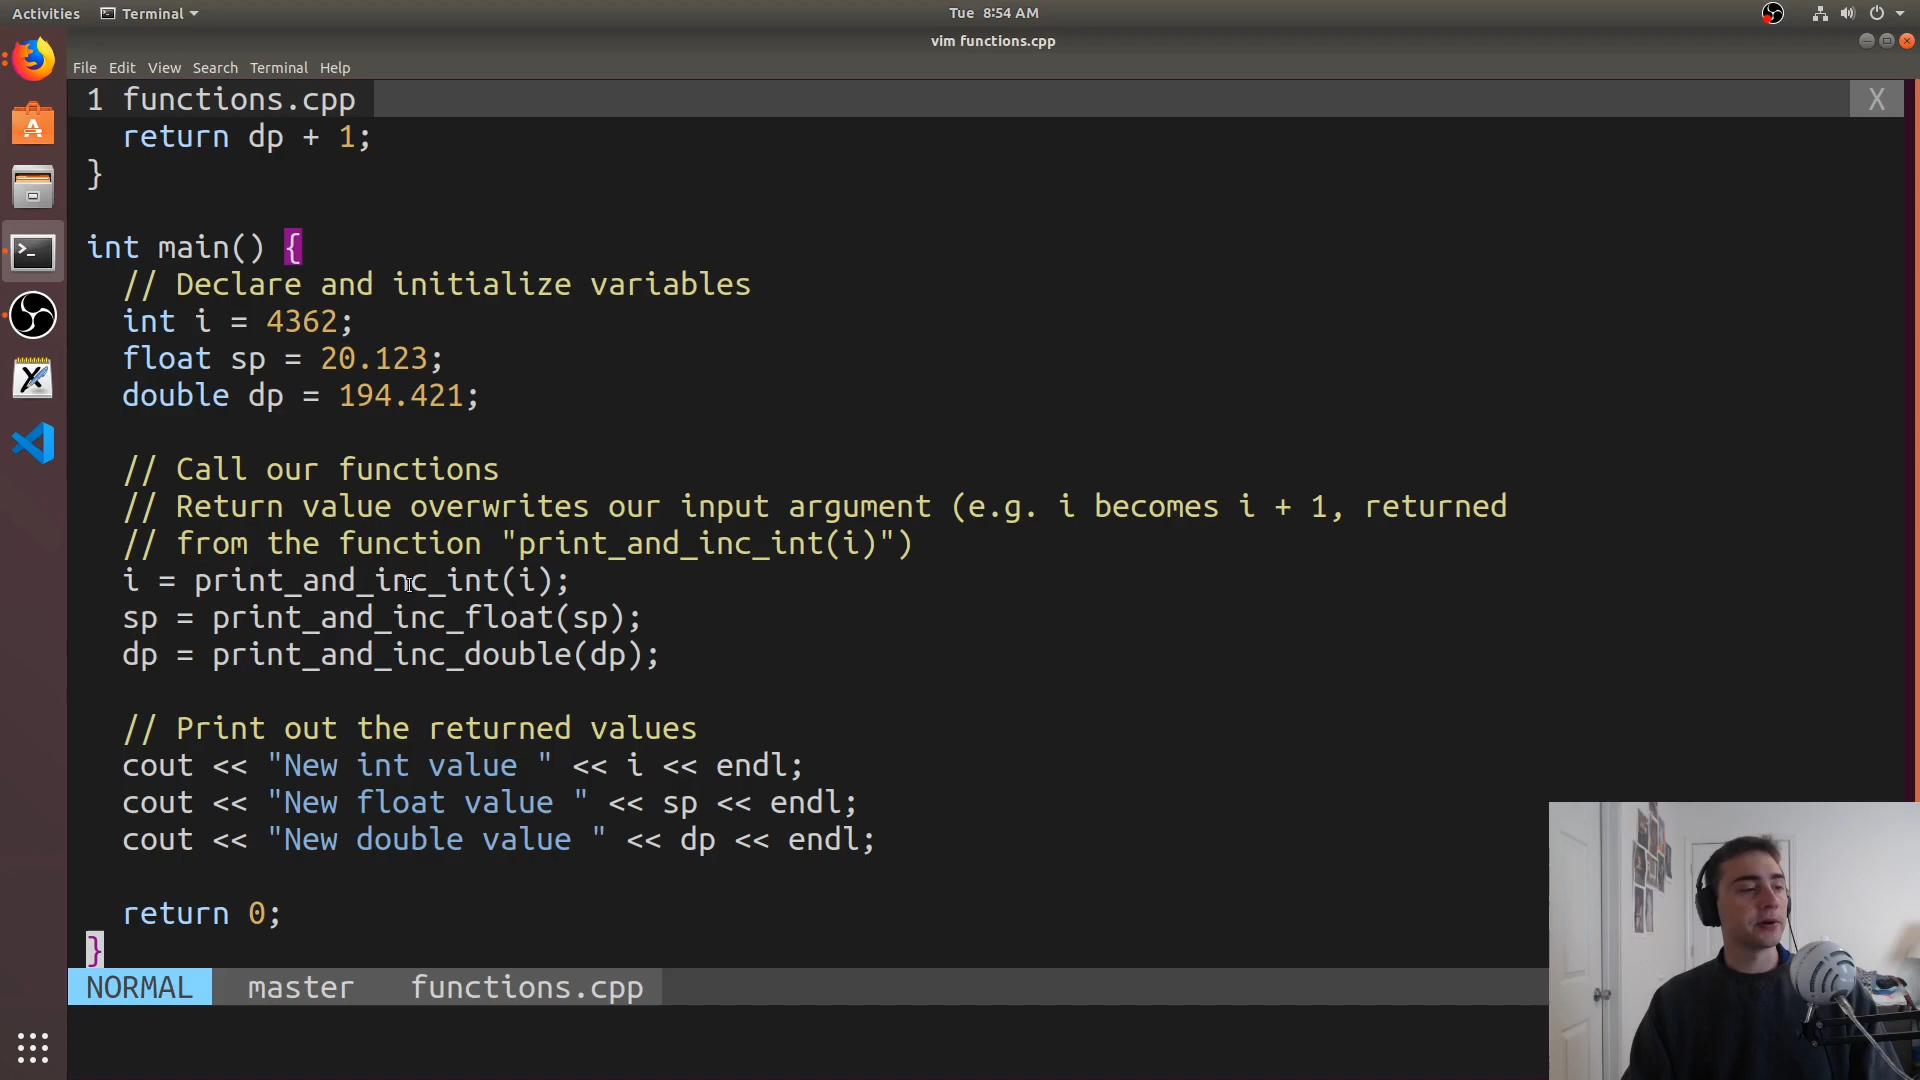 Activities Terminal Tue 8:54 AM
vim functions.cpp
File Edit View Search Terminal Help
1 functions.cpp X
return dp + 1;
}
int main() {
// Declare and initialize variables
int i = 4362;
float sp = 20.123;
double dp = 194.421;
// Call our functions
// Return value overwrites our input argument (e.g. i becomes i + 1, returned
// from the function "print_and_inc_int(i)")
i = print_and_inc_int(i);
sp = print_and_inc_float(sp);
dp = print_and_inc_double(dp);
// Print out the returned values
cout << "New int value " << i << endl;
cout << "New float value " << sp << endl;
cout << "New double value " << dp << endl;
return 0;
}
NORMAL master functions.cpp